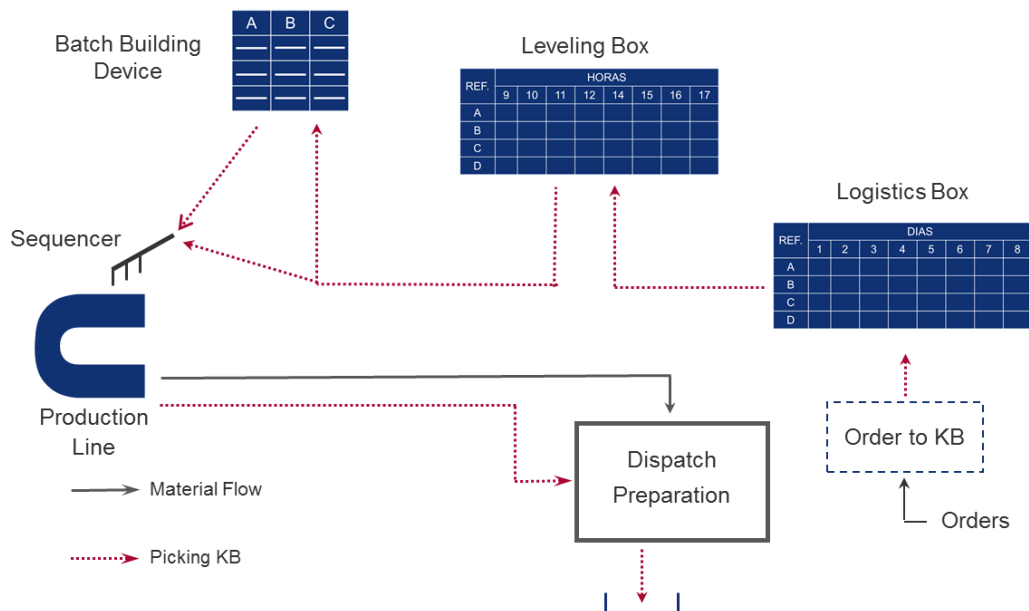 Batch Building
Device
A B C
Leveling Box
REF. HORAS
9 10 11 12 14 15 16 17
A
B
C
D
Logistics Box
REF. DIAS
1 2 3 4 5 6 7 8
A
B
C
D
Sequencer
Production
Line
Order to KB
Orders
Dispatch
Preparation
Material Flow
Picking KB